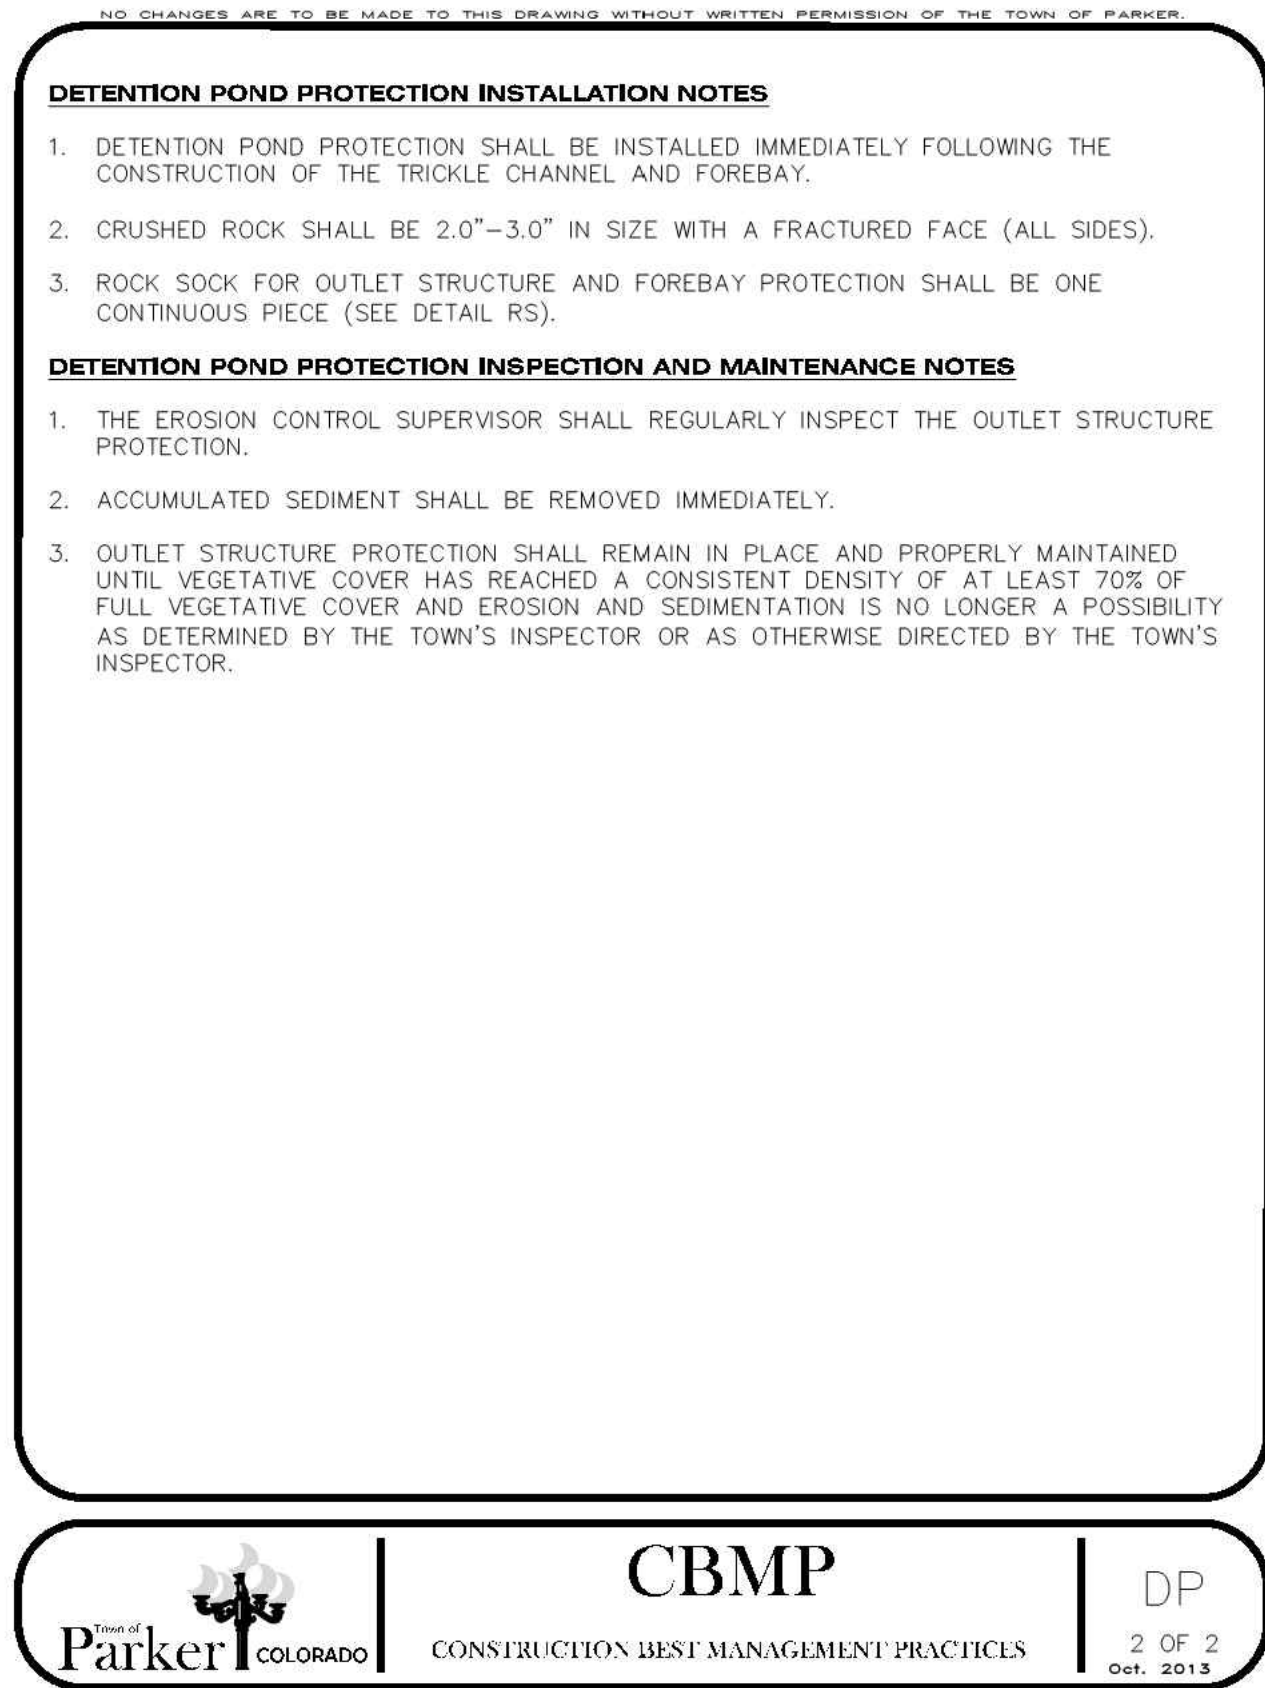 NO CHANGES ARE TO BE MADE TO THIS DRAWING WITHOUT WRITTEN PERMISSION OF THE TOWN OF PARKER.
DETENTION POND PROTECTION INSTALLATION NOTES
1. DETENTION POND PROTECTION SHALL BE INSTALLED IMMEDIATELY FOLLOWING THE
CONSTRUCTION OF THE TRICKLE CHANNEL AND FOREBAY.
2. CRUSHED ROCK SHALL BE 2.0"–3.0" IN SIZE WITH A FRACTURED FACE (ALL SIDES).
3. ROCK SOCK FOR OUTLET STRUCTURE AND FOREBAY PROTECTION SHALL BE ONE
CONTINUOUS PIECE (SEE DETAIL RS).
DETENTION POND PROTECTION INSPECTION AND MAINTENANCE NOTES
1. THE EROSION CONTROL SUPERVISOR SHALL REGULARLY INSPECT THE OUTLET STRUCTURE
PROTECTION.
2. ACCUMULATED SEDIMENT SHALL BE REMOVED IMMEDIATELY.
3. OUTLET STRUCTURE PROTECTION SHALL REMAIN IN PLACE AND PROPERLY MAINTAINED
UNTIL VEGETATIVE COVER HAS REACHED A CONSISTENT DENSITY OF AT LEAST 70% OF
FULL VEGETATIVE COVER AND EROSION AND SEDIMENTATION IS NO LONGER A POSSIBILITY
AS DETERMINED BY THE TOWN'S INSPECTOR OR AS OTHERWISE DIRECTED BY THE TOWN'S
INSPECTOR.
Town of
Parker COLORADO
CBMP
CONSTRUCTION BEST MANAGEMENT PRACTICES
DP
2 OF 2
Oct. 2013